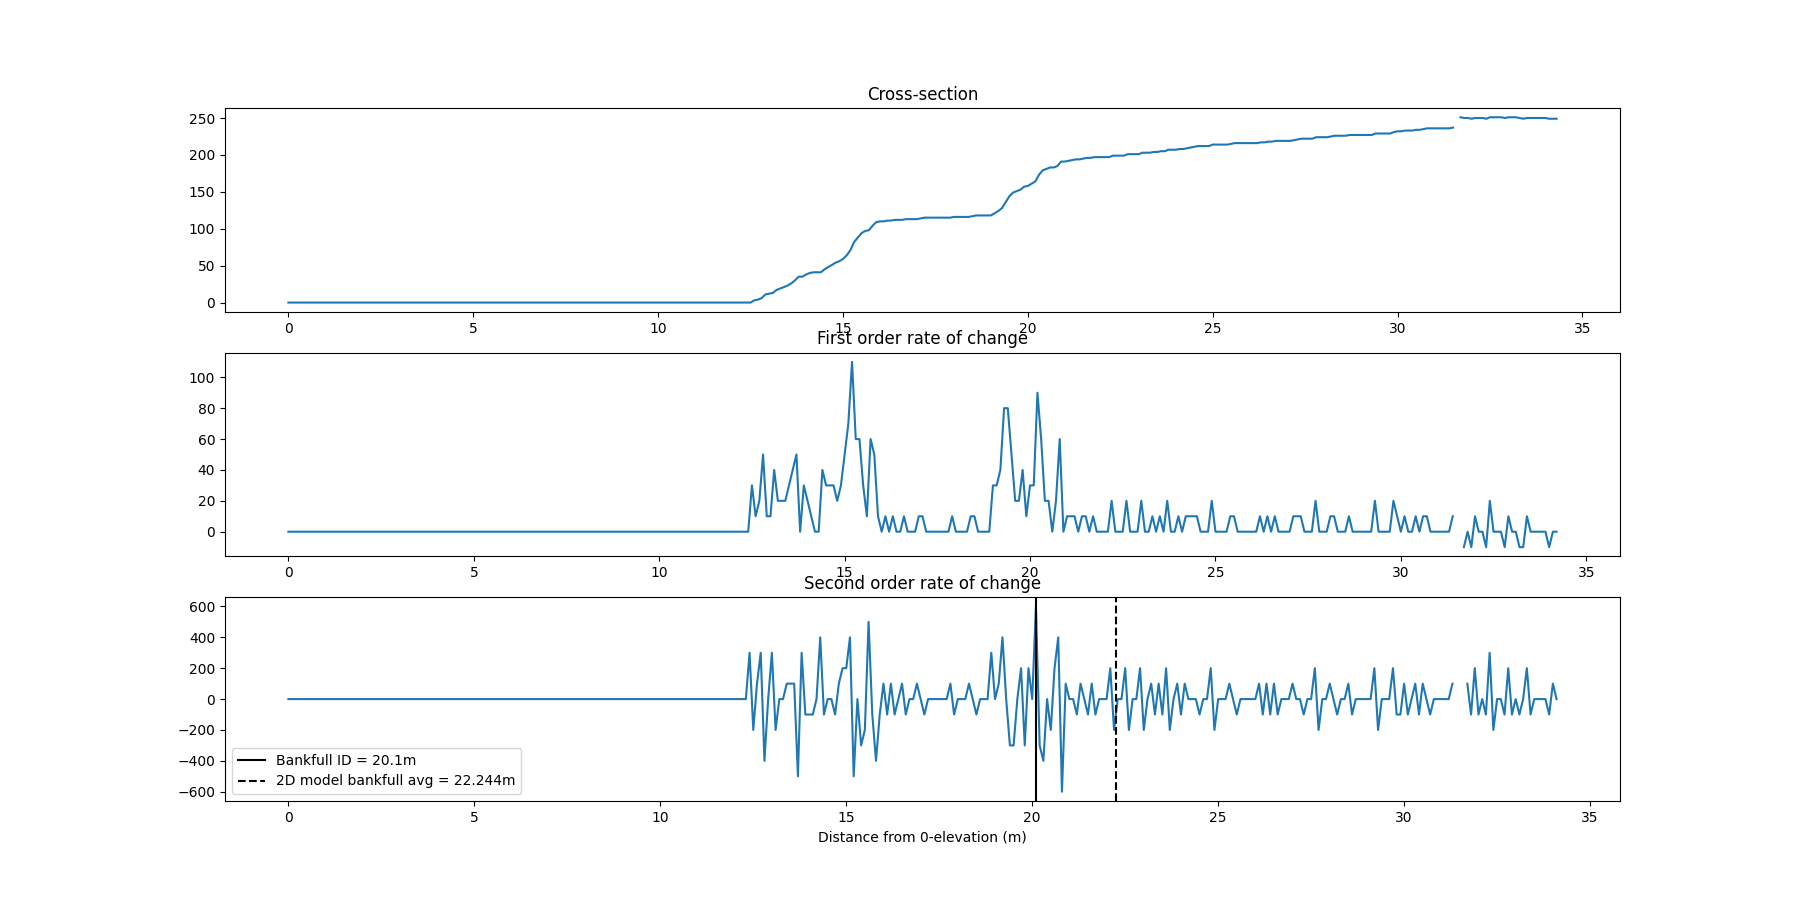 Cross-section
250
200
150
100
50
0
0 5 10 15 20 25 30 35
First order rate of change
100
80
60
40
20
0
0 5 10 15 20 25 30 35
Second order rate of change
600
400
200
0
−200
−400
−600
Bankfull ID = 20.1m
2D model bankfull avg = 22.244m
0 5 10 15 20 25 30 35
Distance from 0-elevation (m)